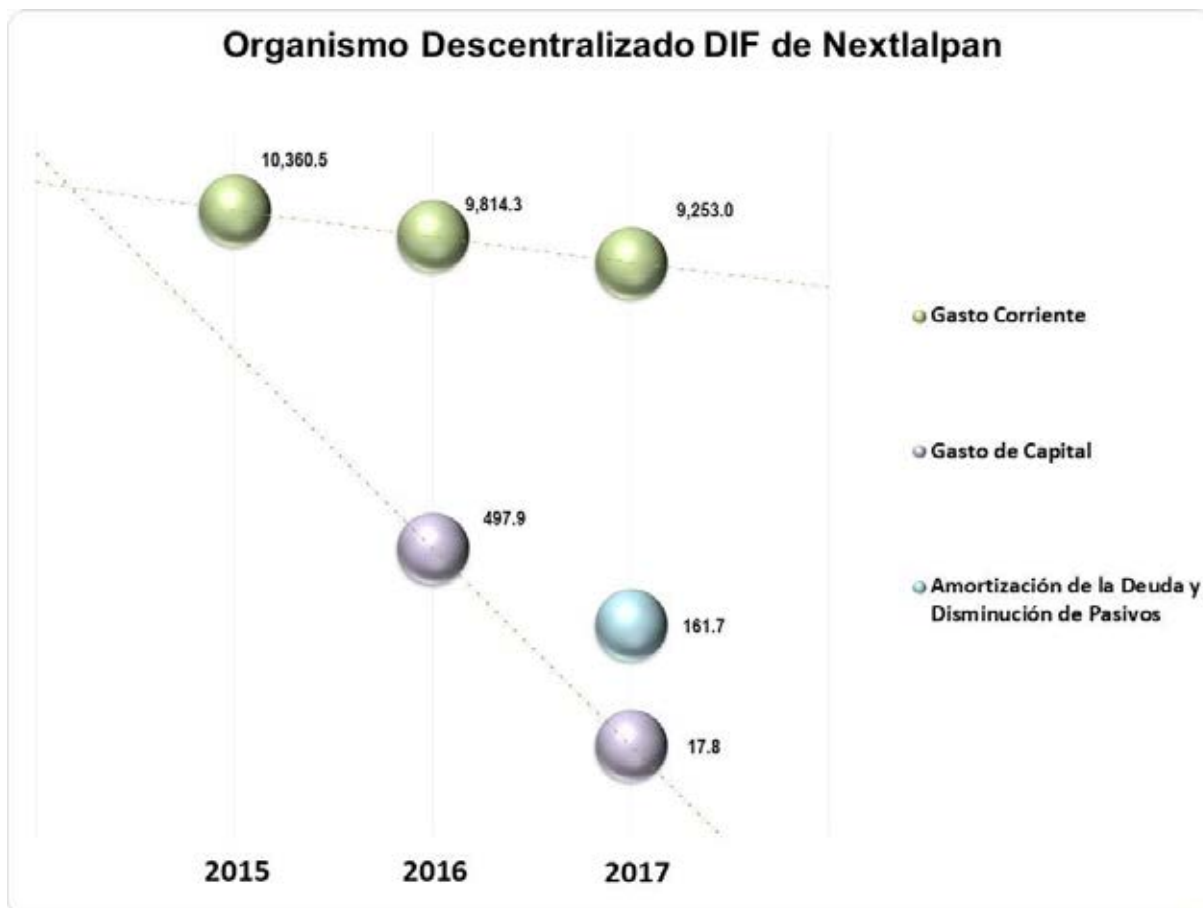 Organismo Descentralizado DIF de Nextlalpan
10,360.5
9,814.3
9,253.0
Gasto Corriente
Gasto de Capital
497.9
Amortización de la Deuda y
Disminución de Pasivos
161.7
17.8
2015 2016 2017